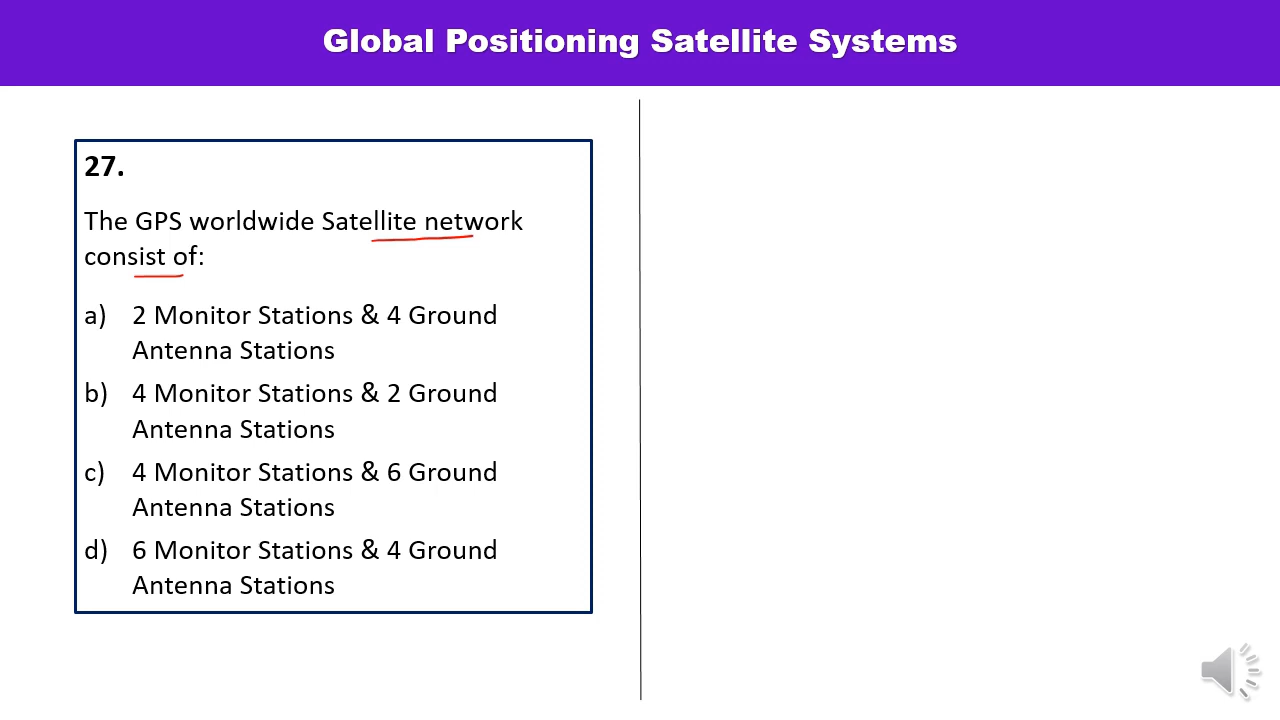 Global Positioning Satellite Systems
27.
The GPS worldwide Satellite network
consist of:
a) 2 Monitor Stations & 4 Ground
Antenna Stations
b) 4 Monitor Stations & 2 Ground
Antenna Stations
c) 4 Monitor Stations & 6 Ground
Antenna Stations
d) 6 Monitor Stations & 4 Ground
Antenna Stations